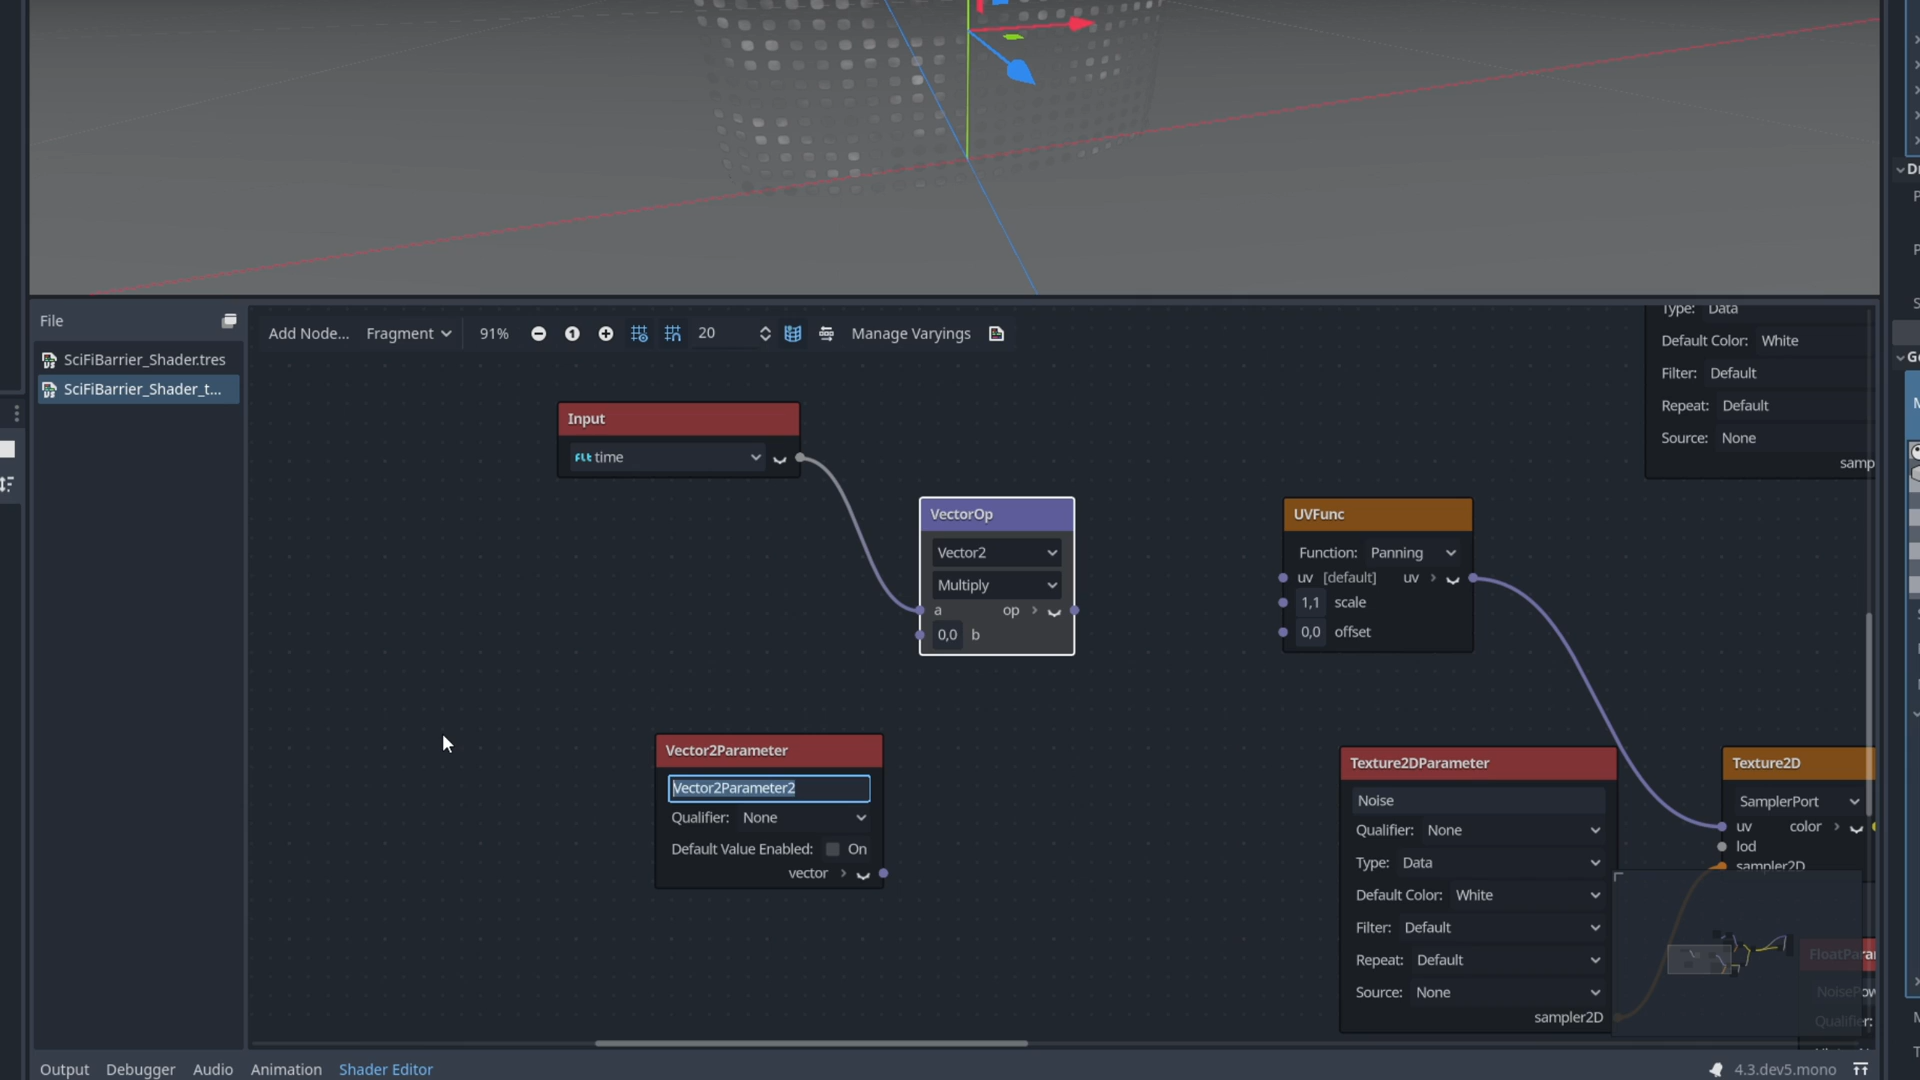 File
SciFiBarrier_Shader.tres
SciFiBarrier_Shader_t...
Add Node...
Fragment
91%
1
20
Manage Varyings
Input
time
VectorOp
Vector2
Multiply
a
op
0,0
b
UVFunc
Function:
Panning
uv
[default]
uv
1,1
scale
0,0
offset
Type:
Data
Default Color:
White
Filter:
Default
Repeat:
Default
Source:
None
samp
Vector2Parameter
Vector2Parameter2
Qualifier:
None
Default Value Enabled:
On
vector
Texture2DParameter
Noise
Qualifier:
None
Type:
Data
Default Color:
White
Filter:
Default
Repeat:
Default
Source:
None
sampler2D
Texture2D
SamplerPort
uv
color
lod
sampler2D
FloatParar
NoisePow
Qualifier:
Output
Debugger
Audio
Animation
Shader Editor
4.3.dev5.mono